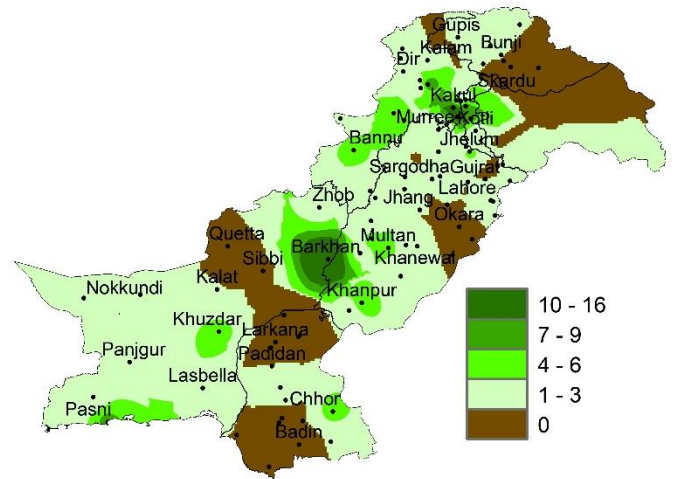 Gupis
Kalam
Bunji
Dir
Skardu
Kakul
Murree
Kotli
Bannu
Jhelum
Sargodha
Gujrat
Zhob
Jhang
Lahore
Okara
Quetta
Sibbi
Barkhan
Multan
Khanewal
Nokkundi
Kalat
Khanpur
Khuzdar
Larkana
Padidan
Panjgur
Lasbella
Pasni
Chhor
Badin
10 - 16
7 - 9
4 - 6
1 - 3
0